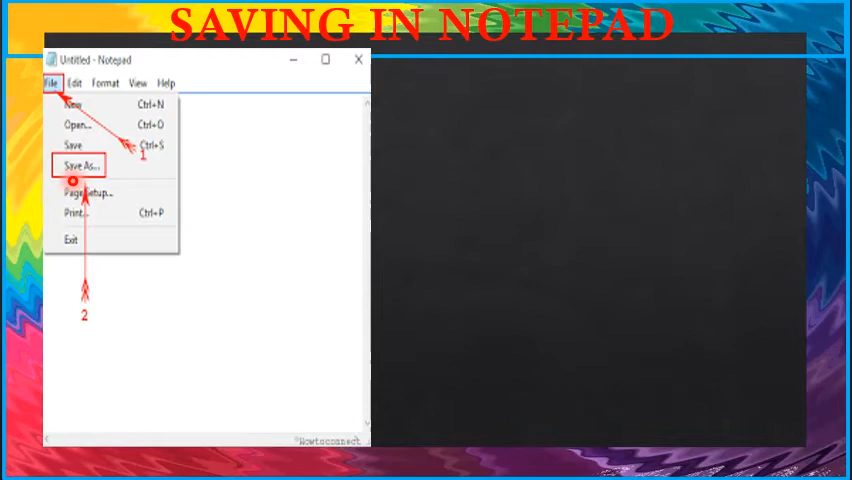 SAVING IN NOTEPAD
Untitled - Notepad
File Edit Format View Help
New Ctrl+N
Open... Ctrl+O
Save Ctrl+S
1
Save As...
Page Setup...
Print... Ctrl+P
Exit
2
"Howtoconnect